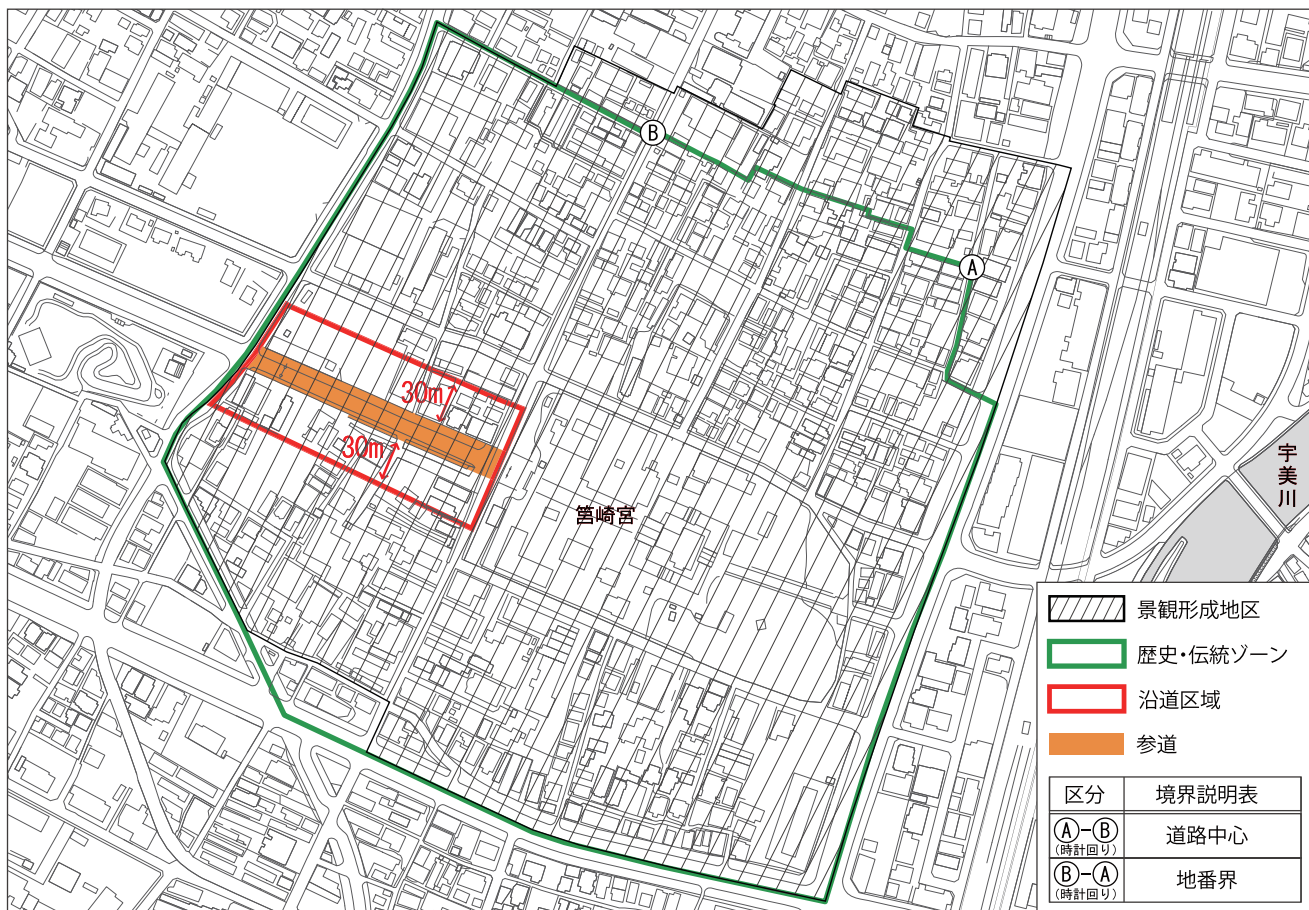 Ⓑ
Ⓐ
30m
30m
筥崎宮
宇美川
景観形成地区
歴史・伝統ゾーン
沿道区域
参道
区分 境界説明表
Ⓐ-Ⓑ 道路中心
(時計回り)
Ⓑ-Ⓐ 地番界
(時計回り)